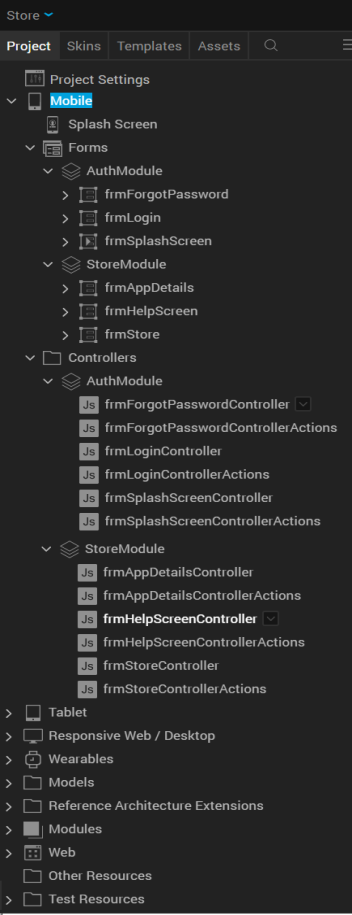 Store
Project Skins Templates Assets
Project Settings
Mobile
Splash Screen
Forms
AuthModule
frmForgotPassword
frmLogin
frmSplashScreen
StoreModule
frmAppDetails
frmHelpScreen
frmStore
Controllers
AuthModule
Js frmForgotPasswordController
Js frmForgotPasswordControllerActions
Js frmLoginController
Js frmLoginControllerActions
Js frmSplashScreenController
Js frmSplashScreenControllerActions
StoreModule
Js frmAppDetailsController
Js frmAppDetailsControllerActions
Js frmHelpScreenController
Js frmHelpScreenControllerActions
Js frmStoreController
Js frmStoreControllerActions
Tablet
Responsive Web / Desktop
Wearables
Models
Reference Architecture Extensions
Modules
Web
Other Resources
Test Resources